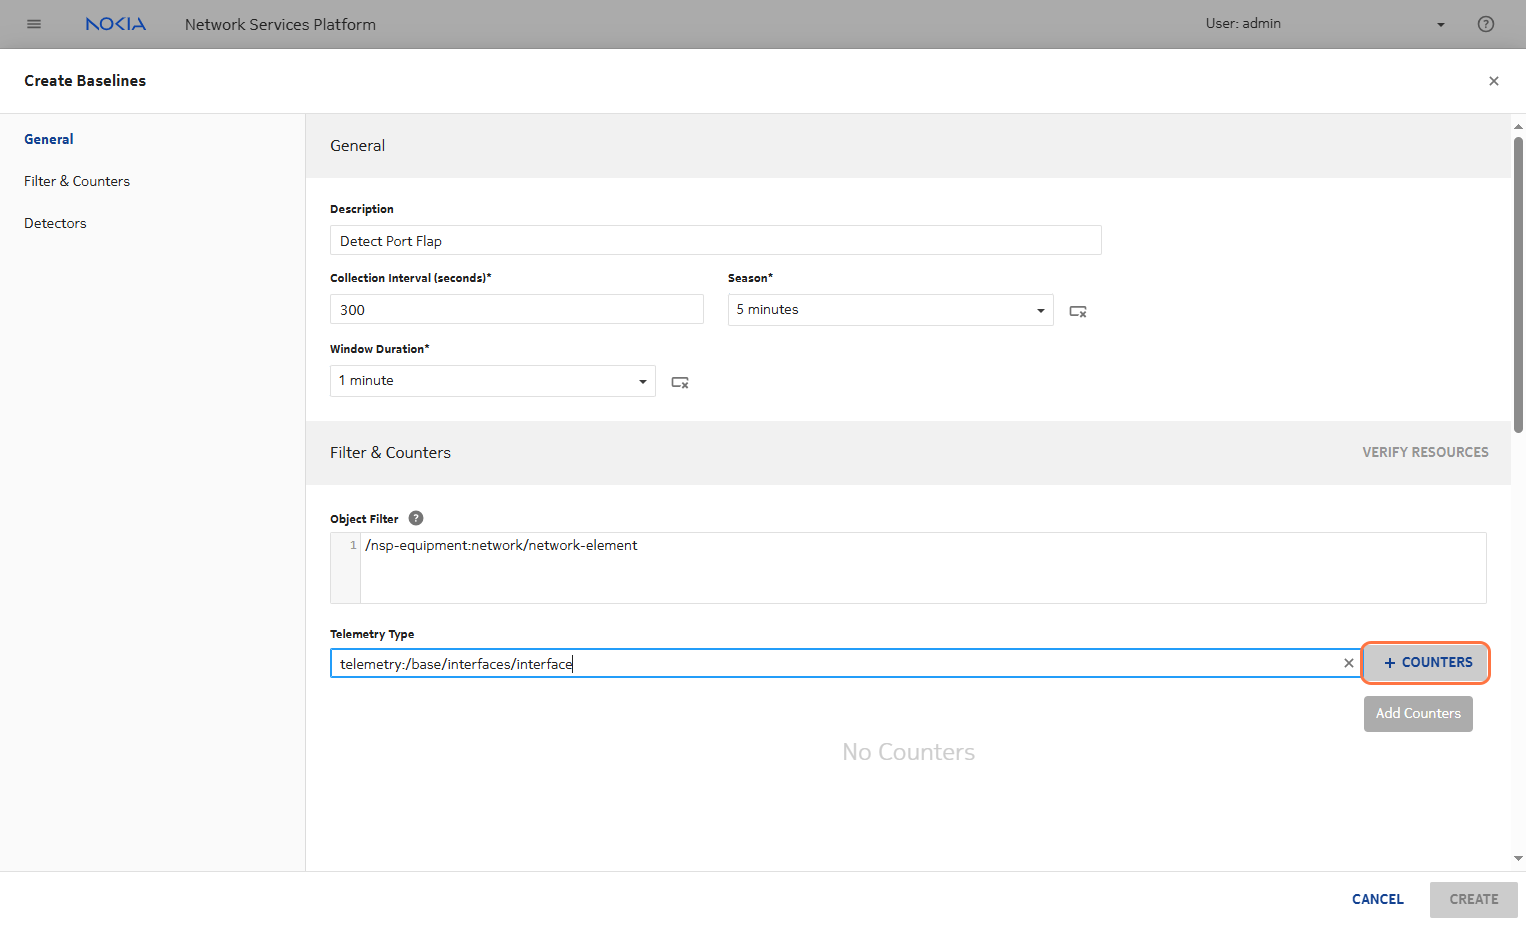 NOKIA Network Services Platform User: admin
Create Baselines
General
Filter & Counters
Detectors
General
Description
Detect Port Flap
Collection Interval (seconds)* Season*
300 5 minutes
Window Duration*
1 minute
Filter & Counters VERIFY RESOURCES
Object Filter ?
1 /nsp-equipment:network/network-element
Telemetry Type
telemetry:/base/interfaces/interface + COUNTERS
Add Counters
No Counters
CANCEL CREATE